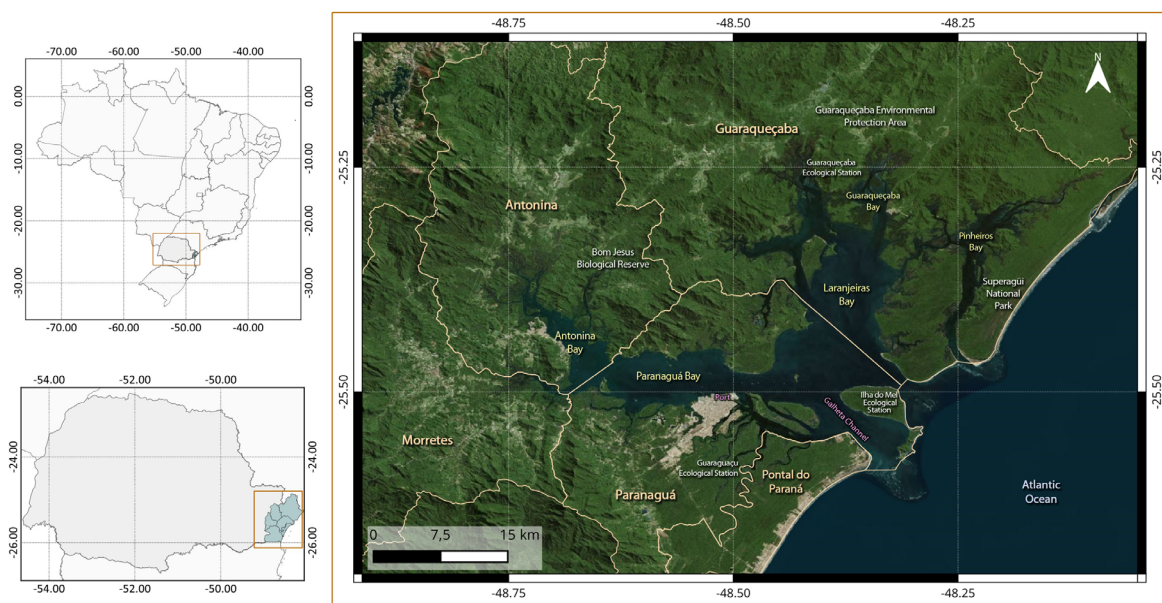 -70.00 -60.00 -50.00 -40.00
0.00 0.00
-10.00 -10.00
-20.00 -20.00
-30.00 -30.00
-70.00 -60.00 -50.00 -40.00
-54.00 -52.00 -50.00
-24.00 -24.00
-26.00 -26.00
-54.00 -52.00 -50.00
-48.75 -48.50 -48.25
N
Guaraqueçaba Environmental
Protection Area
Guaraqueçaba
Guaraqueçaba
Ecological Station
-25.25 -25.25
Guaraqueçaba
Bay
Antonina
Pinheiros
Bay
Bom Jesus
Biological Reserve
Superagüi
National
Park
Laranjeiras
Bay
Antonina
Bay
Paranaguá Bay
-25.50 -25.50
Port
Ilha do Mel
Ecological
Station
Galheta Channel
Morretes
Guaraguaçu
Ecological Station
Pontal do
Paraná
Paranaguá
Atlantic
Ocean
0 7,5 15 km
-48.75 -48.50 -48.25